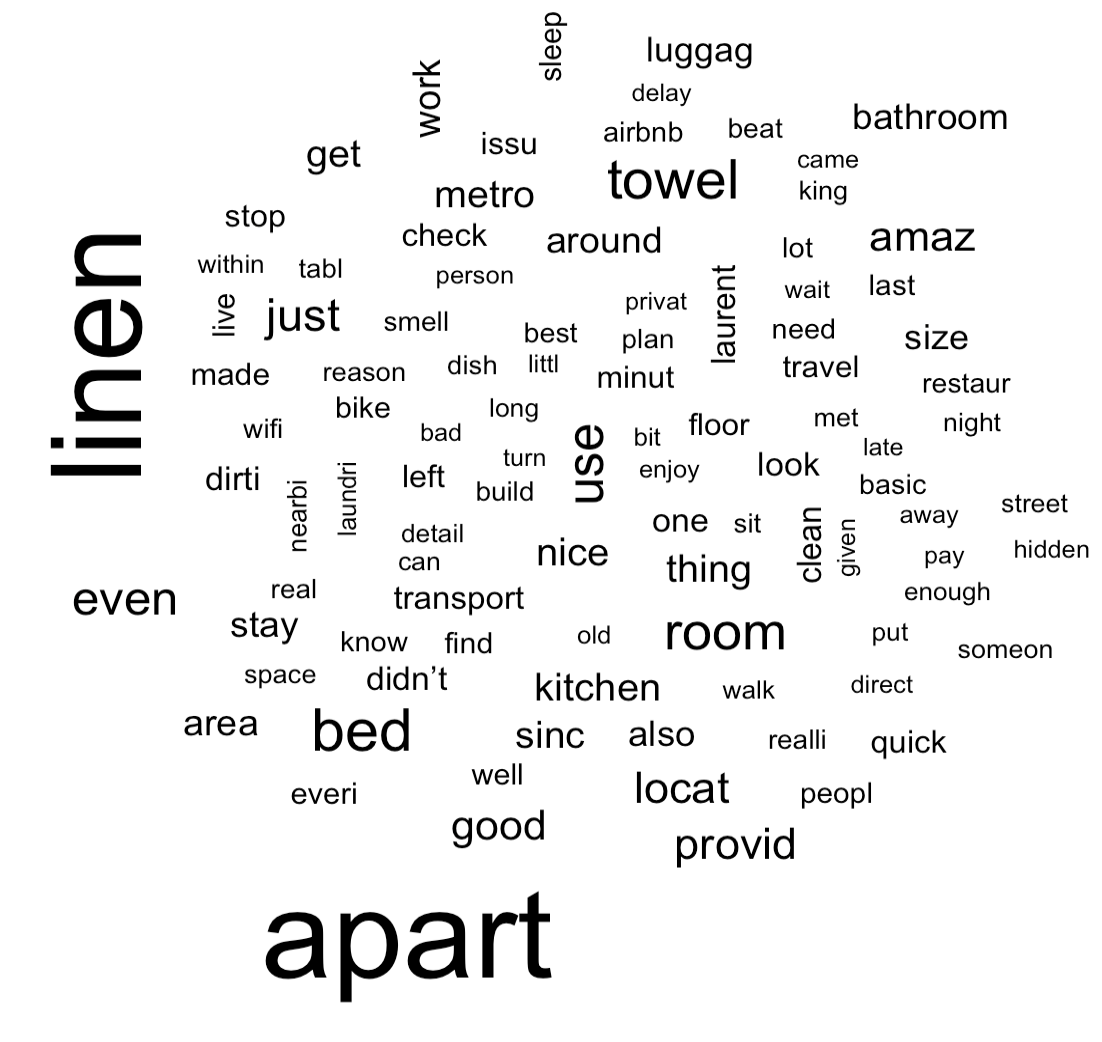 sleep
luggag
work
delay
bathroom
airbnb
beat
issu
get
came
towel
king
metro
stop
check
around
amaz
lot
linen
within
tabl
person
last
wait
privat
laurent
live
just
smell
best
plan
need
size
made
reason
dish
littl
minut
travel
restaur
bike
long
wifi
bad
use
bit
floor
met
night
late
dirti
nearbi
laundri
left
turn
build
enjoy
look
basic
street
away
detail
can
nice
one
sit
clean
given
thing
pay
hidden
even
real
transport
enough
stay
know
find
old
room
put
someon
space
didn’t
kitchen
walk
direct
area
bed
sinc
also
realli
quick
well
everi
locat
peopl
good
provid
apart